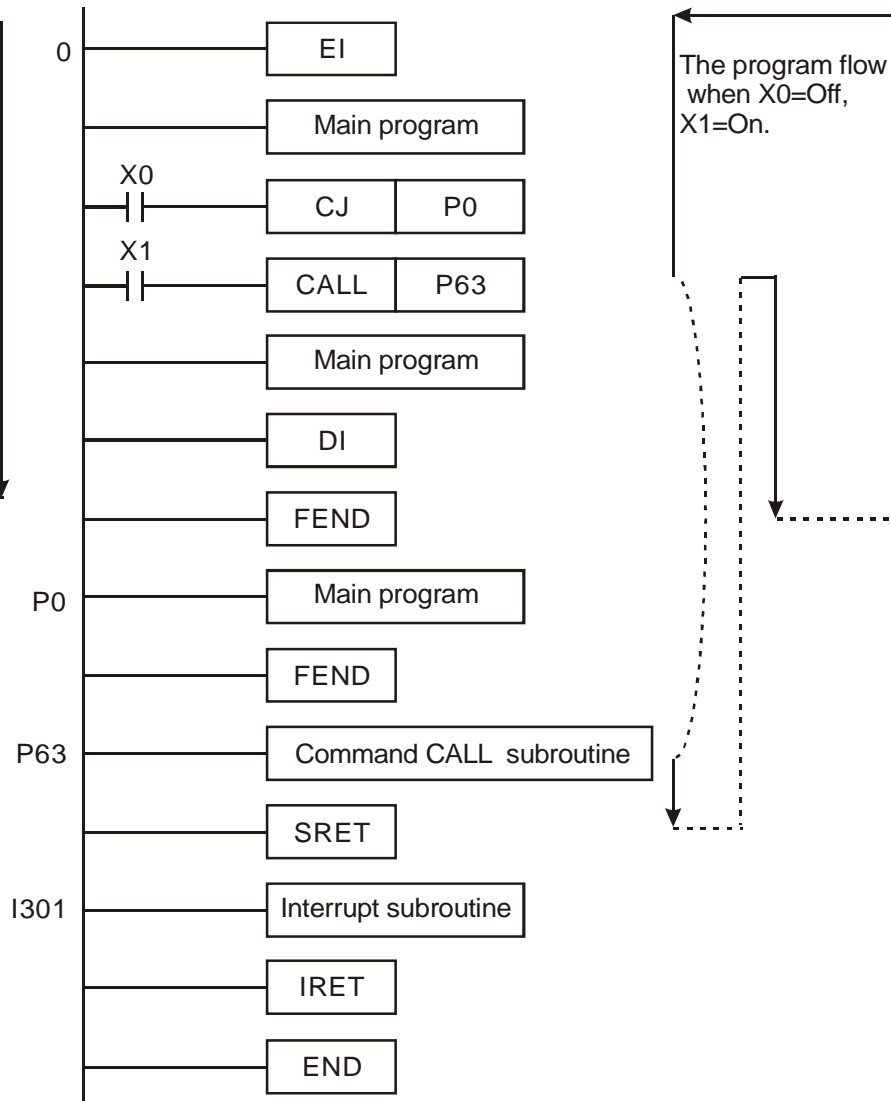 0 EI
The program flow
when X0=Off,
X1=On.
Main program
X0
CJ P0
X1
CALL P63
Main program
DI
FEND
P0 Main program
FEND
P63 Command CALL subroutine
SRET
I301 Interrupt subroutine
IRET
END